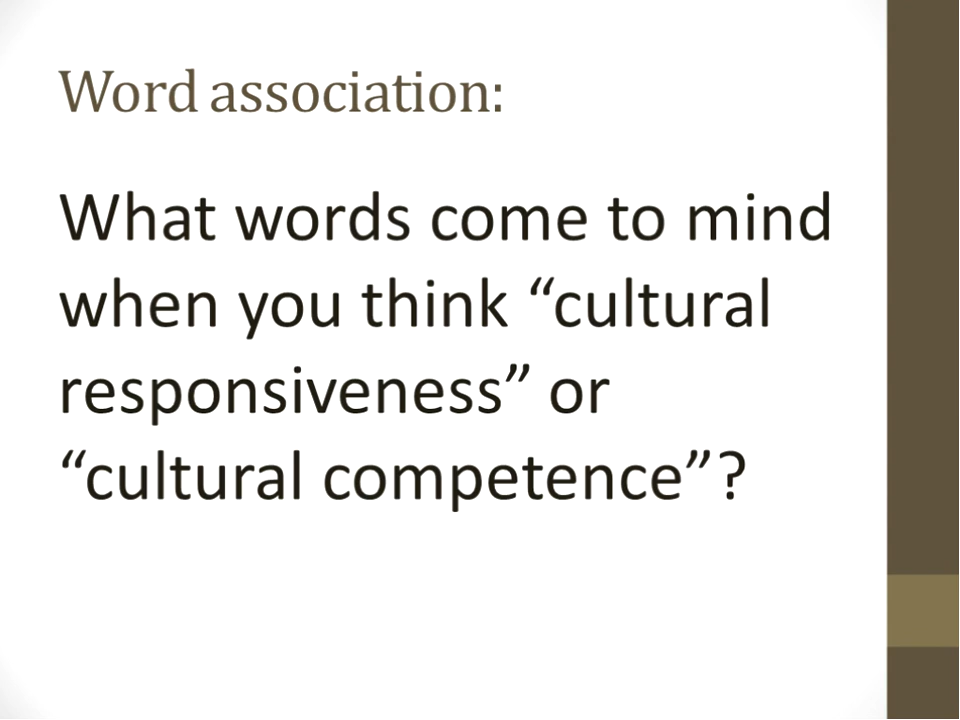 Word association:
What words come to mind
when you think “cultural
responsiveness” or
“cultural competence”?